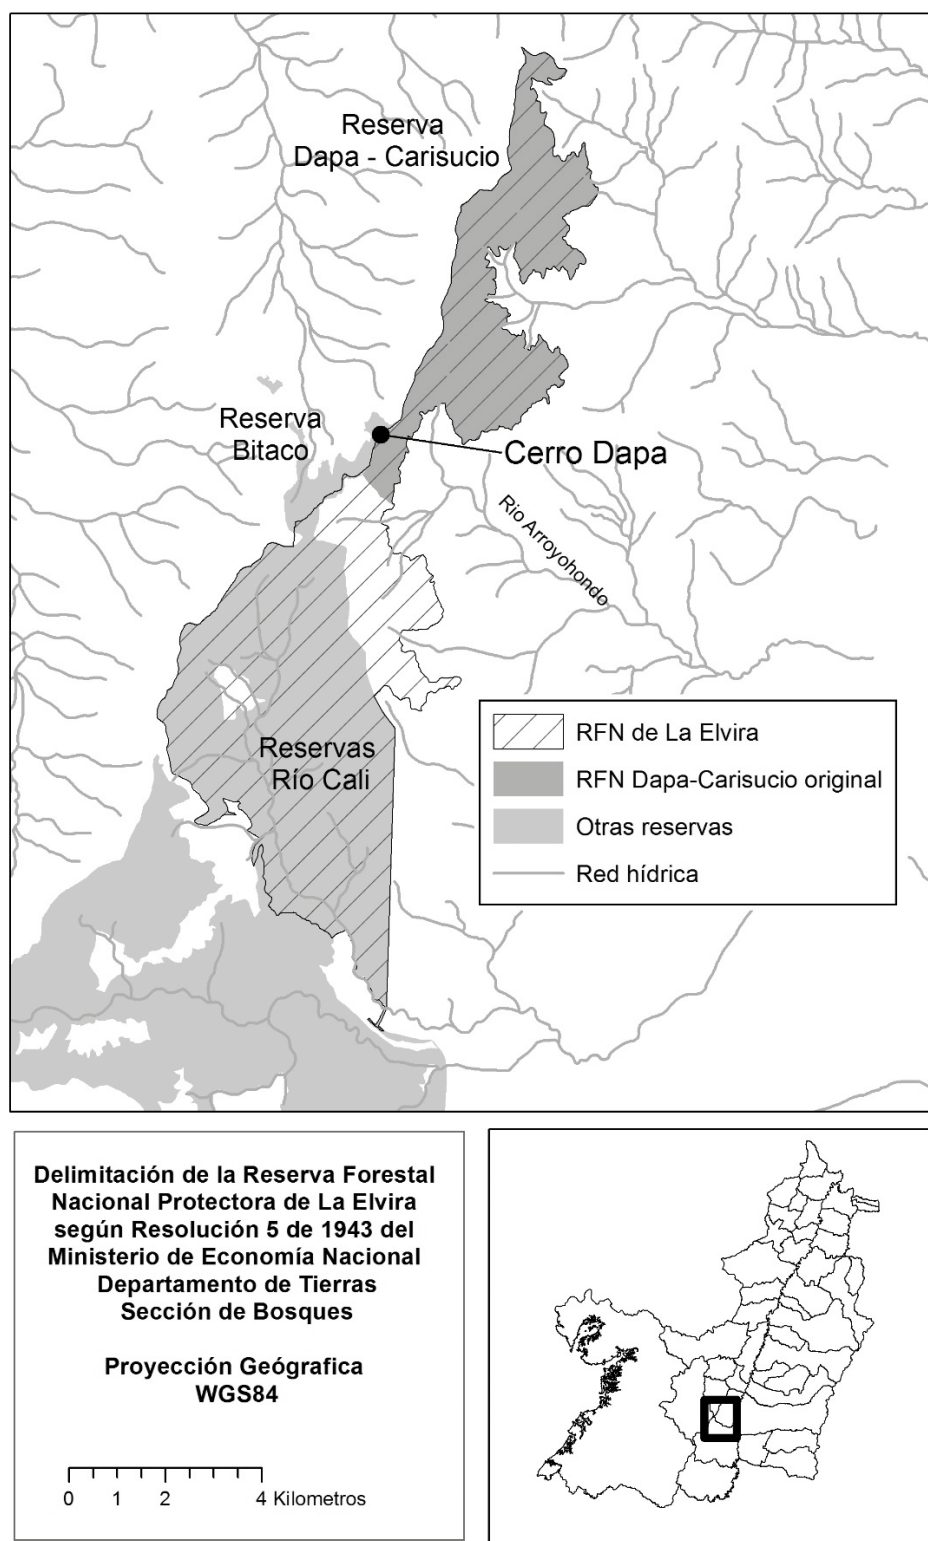 Reserva
Dapa - Carisucio
Reserva
Bitaco
Cerro Dapa
Rio Arroyohondo
Reservas
Río Cali
RFN de La Elvira
RFN Dapa-Carisucio original
Otras reservas
Red hídrica
Delimitación de la Reserva Forestal
Nacional Protectora de La Elvira
según Resolución 5 de 1943 del
Ministerio de Economía Nacional
Departamento de Tierras
Sección de Bosques
Proyección Geógrafica
WGS84
0 1 2 4 Kilometros